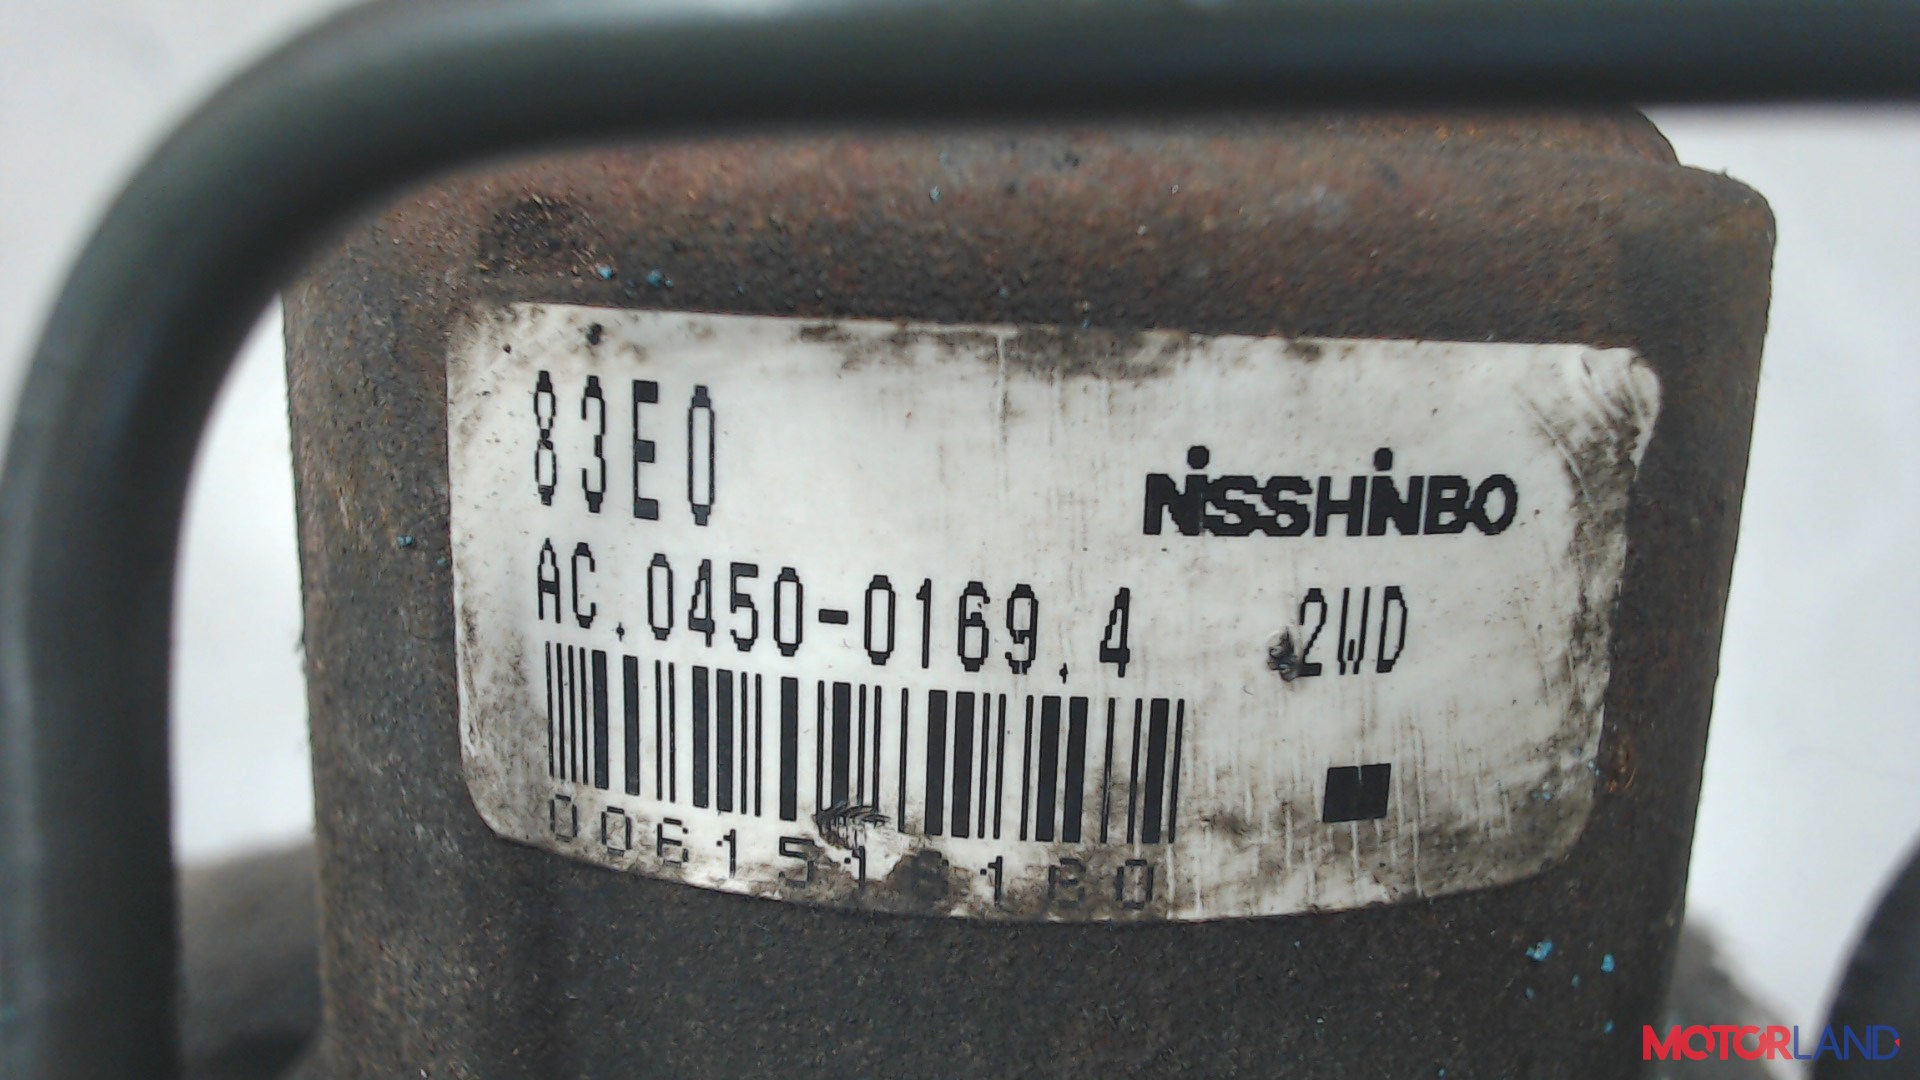 83E0
NiSSHiNBO
AC.0450-0169.4 2WD
MOTORLAND